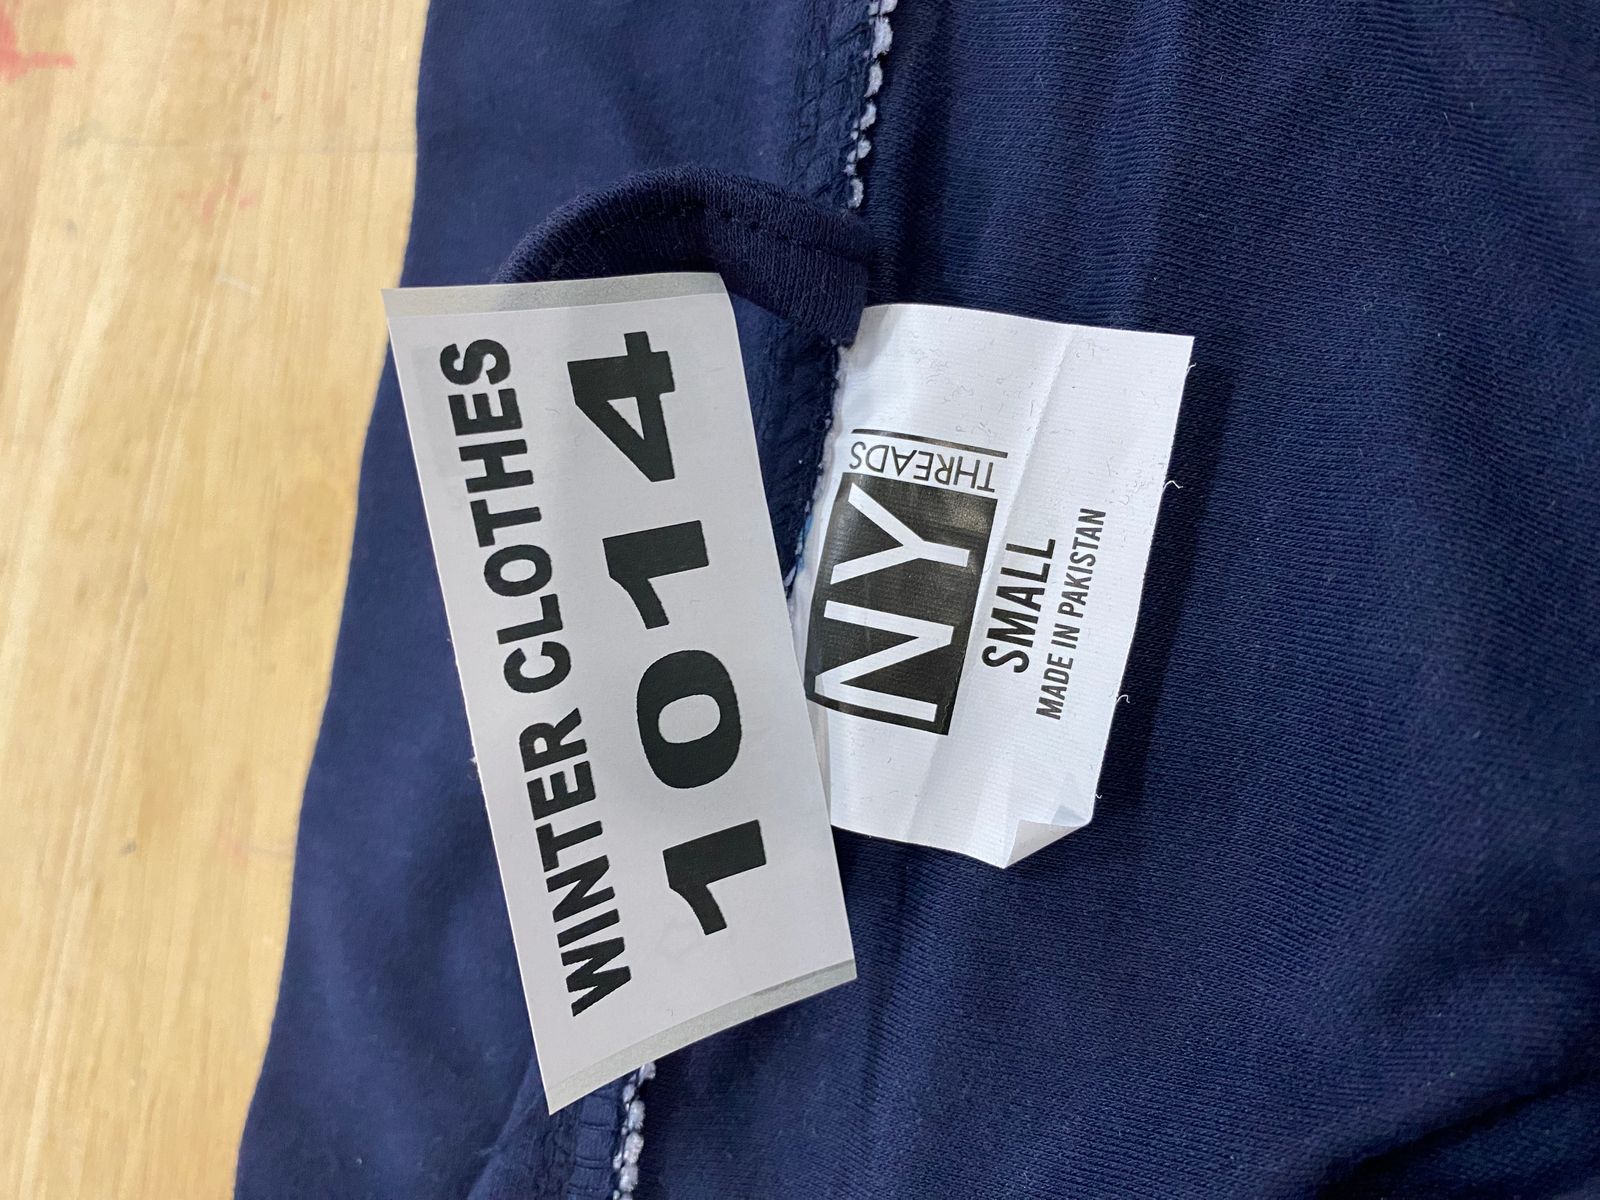 WINTER CLOTHES
1014
NY
THREADS
SMALL
MADE IN PAKISTAN